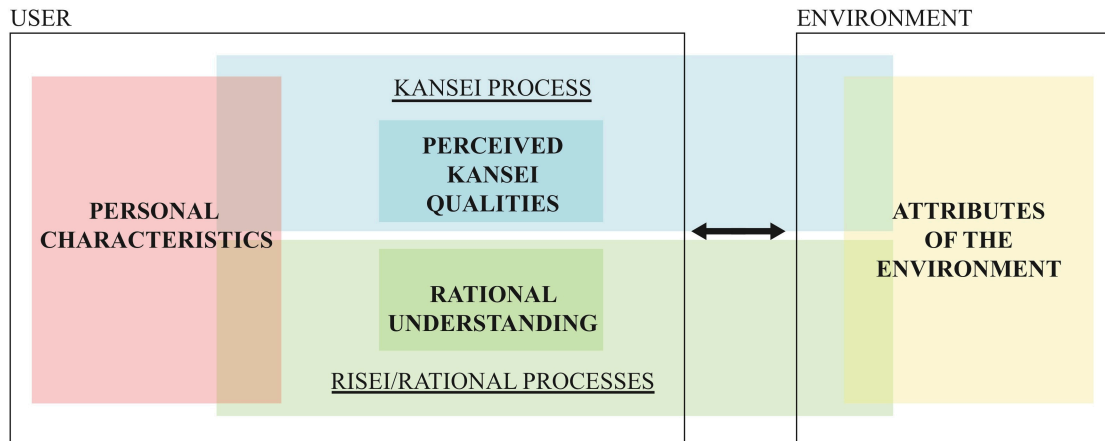 USER
ENVIRONMENT
KANSEI PROCESS
PERCEIVED
KANSEI
QUALITIES
PERSONAL
CHARACTERISTICS
ATTRIBUTES
OF THE
ENVIRONMENT
RATIONAL
UNDERSTANDING
RISEI/RATIONAL PROCESSES